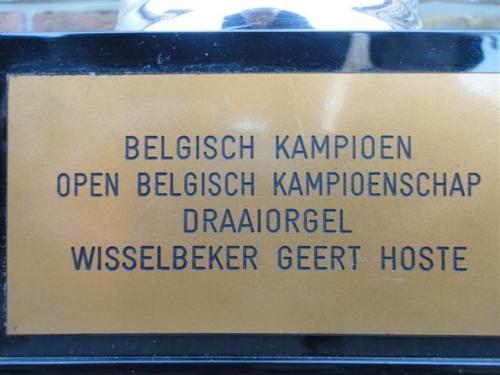 BELGISCH KAMPIOEN
OPEN BELGISCH KAMPIOENSCHAP
DRAAIORGEL
WISSELBEKER GEERT HOSTE